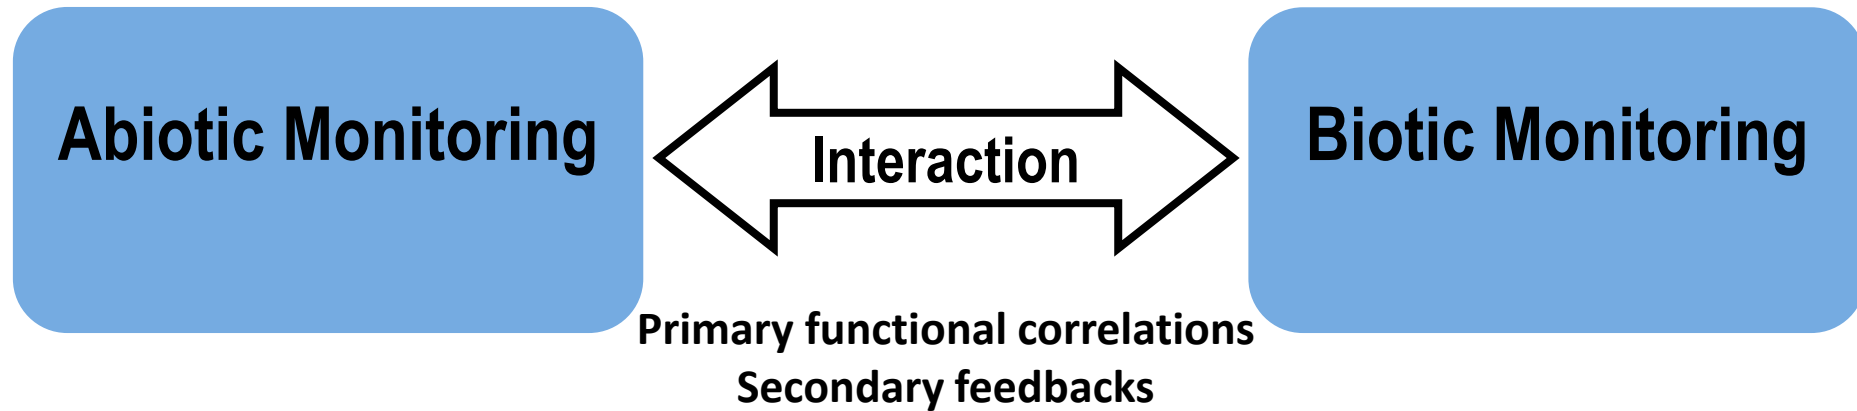 Abiotic Monitoring
Interaction
Biotic Monitoring
Primary functional correlations
Secondary feedbacks